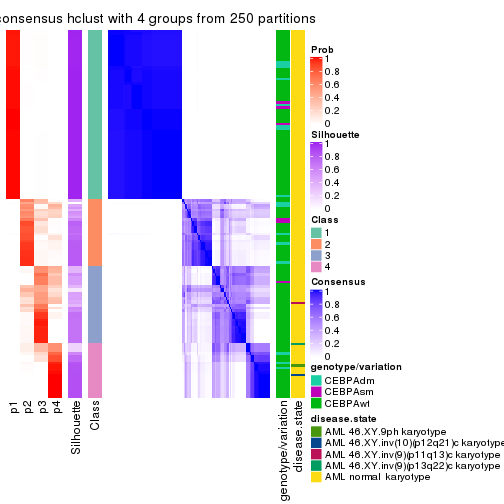 consensus hclust with 4 groups from 250 partitions
Prob
1
0.8
0.6
0.4
0.2
0
Silhouette
1
0.8
0.6
0.4
0.2
0
Class
1
2
3
4
Consensus
1
0.8
0.6
0.4
0.2
0
genotype/variation
CEBPAdm
CEBPAsm
CEBPAwt
disease.state
AML 46.XY.9ph karyotype
AML 46.XY.inv(10)(p12q21)c karyotype
AML 46.XY.inv(9)(p11q13)c karyotype
AML 46.XY.inv(9)(p13q22)c karyotype
AML normal karyotype
p1
p2
p3
p4
Silhouette
Class
genotype/variation
disease.state